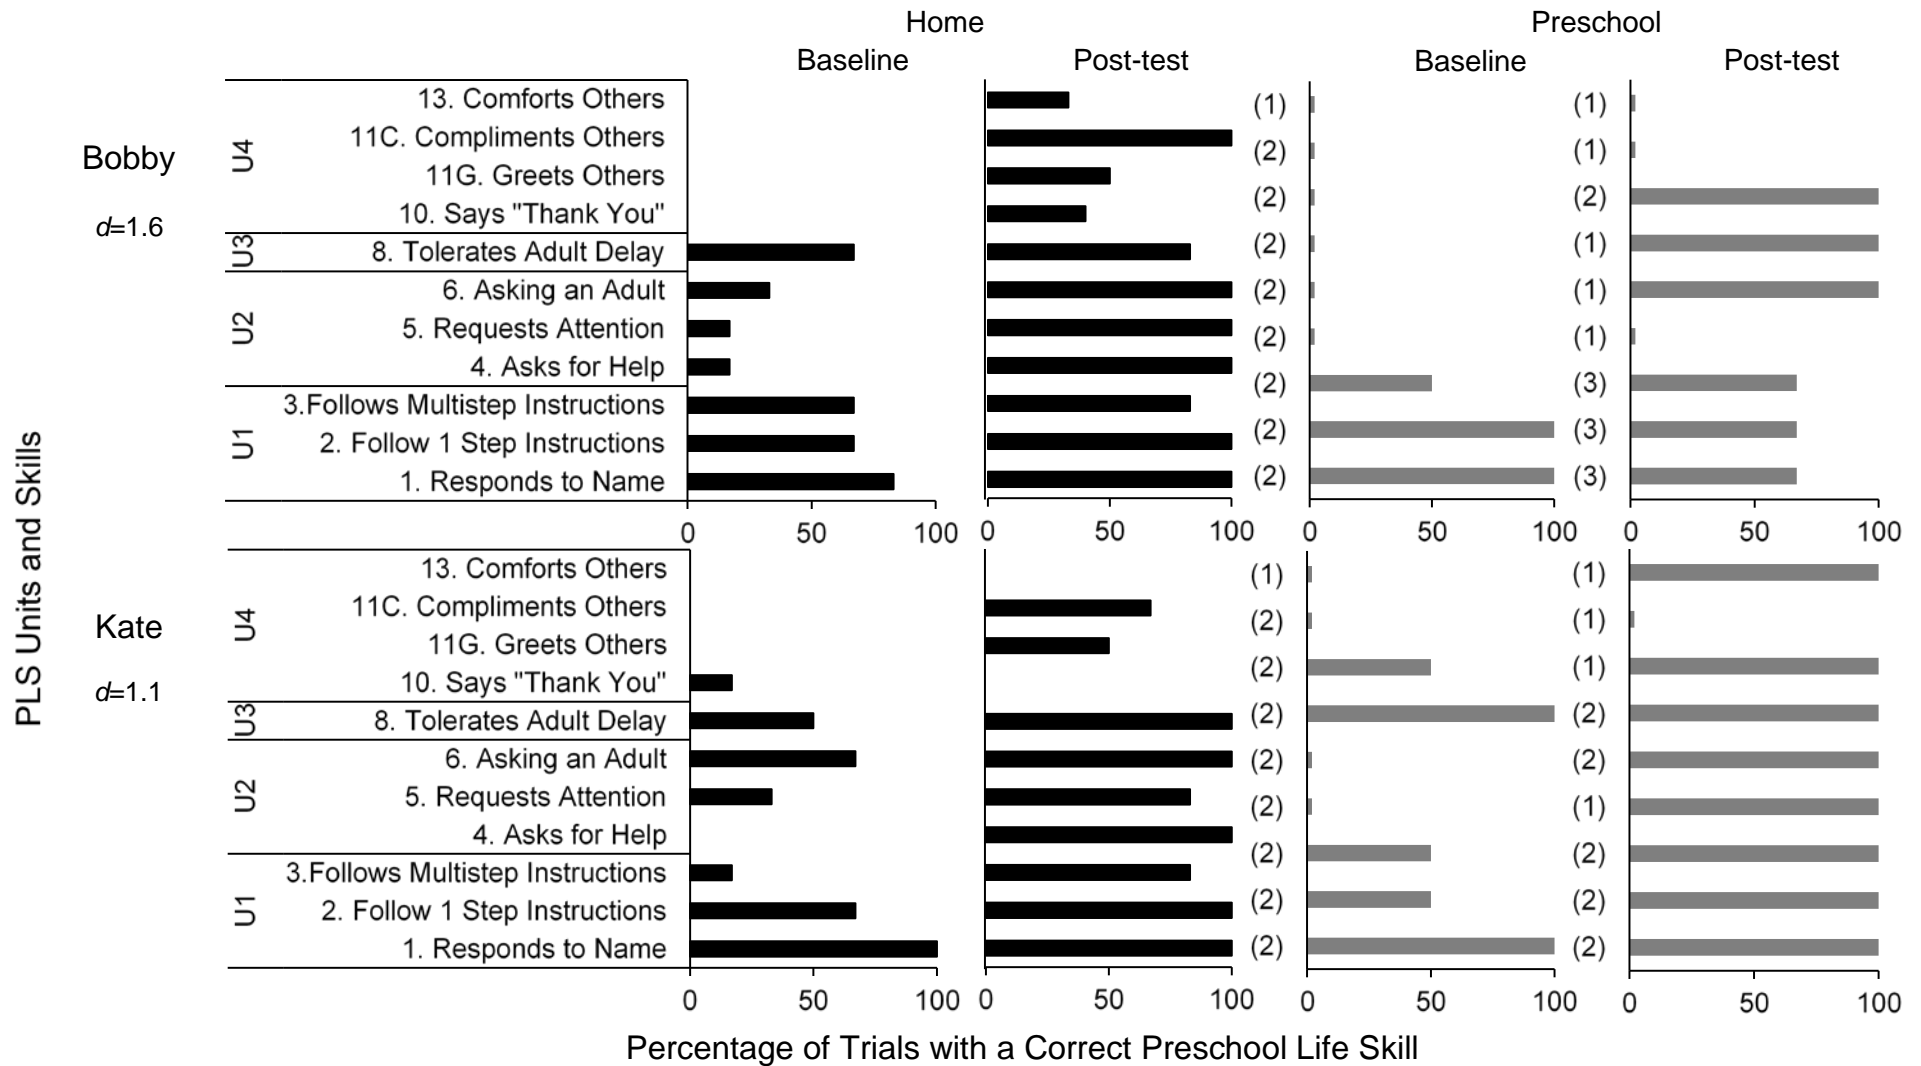 Home Preschool
Baseline Post-test Baseline Post-test
PLS Units and Skills
Bobby
d=1.6
U4
13. Comforts Others (1) (1)
11C. Compliments Others (2) (1)
11G. Greets Others (2) (2)
10. Says "Thank You" (2) (1)
U3
8. Tolerates Adult Delay (2) (1)
U2
6. Asking an Adult (2) (1)
5. Requests Attention (2) (3)
4. Asks for Help (2) (3)
U1
3.Follows Multistep Instructions (2) (3)
2. Follow 1 Step Instructions
1. Responds to Name
0 50 100 0 50 100 0 50 100 0 50 100
Kate
d=1.1
U4
13. Comforts Others (1) (1)
11C. Compliments Others (2) (1)
11G. Greets Others (2) (1)
10. Says "Thank You" (2) (2)
U3
8. Tolerates Adult Delay (2) (2)
U2
6. Asking an Adult (2) (1)
5. Requests Attention (2) (2)
4. Asks for Help (2) (2)
U1
3.Follows Multistep Instructions (2) (2)
2. Follow 1 Step Instructions
1. Responds to Name
0 50 100 0 50 100 0 50 100 0 50 100
Percentage of Trials with a Correct Preschool Life Skill